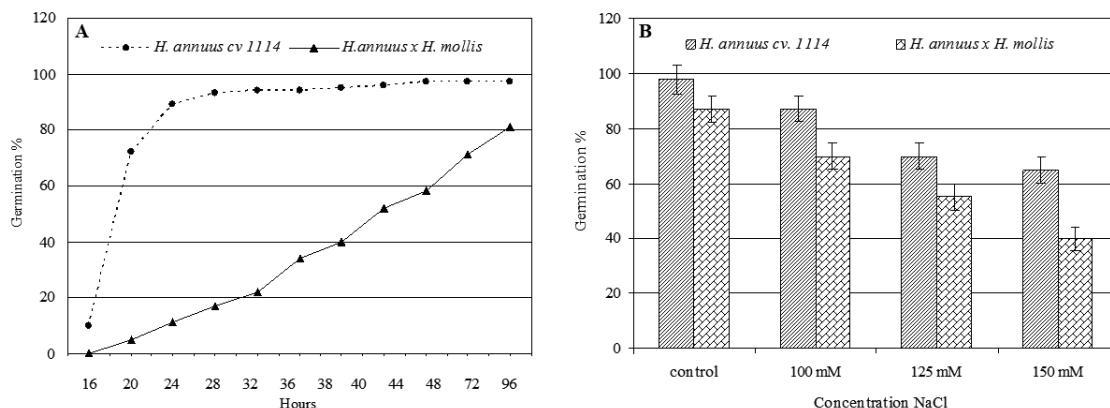 A
H. annuus cv 1114
H.annuus x H. mollis
Germination %
120
100
80
60
40
20
0
16 20 24 28 32 36 38 40 44 48 72 96
Hours
B
H. annuus cv. 1114
H. annuus x H. mollis
Germination %
120
100
80
60
40
20
0
control 100 mM 125 mM 150 mM
Concentration NaCl